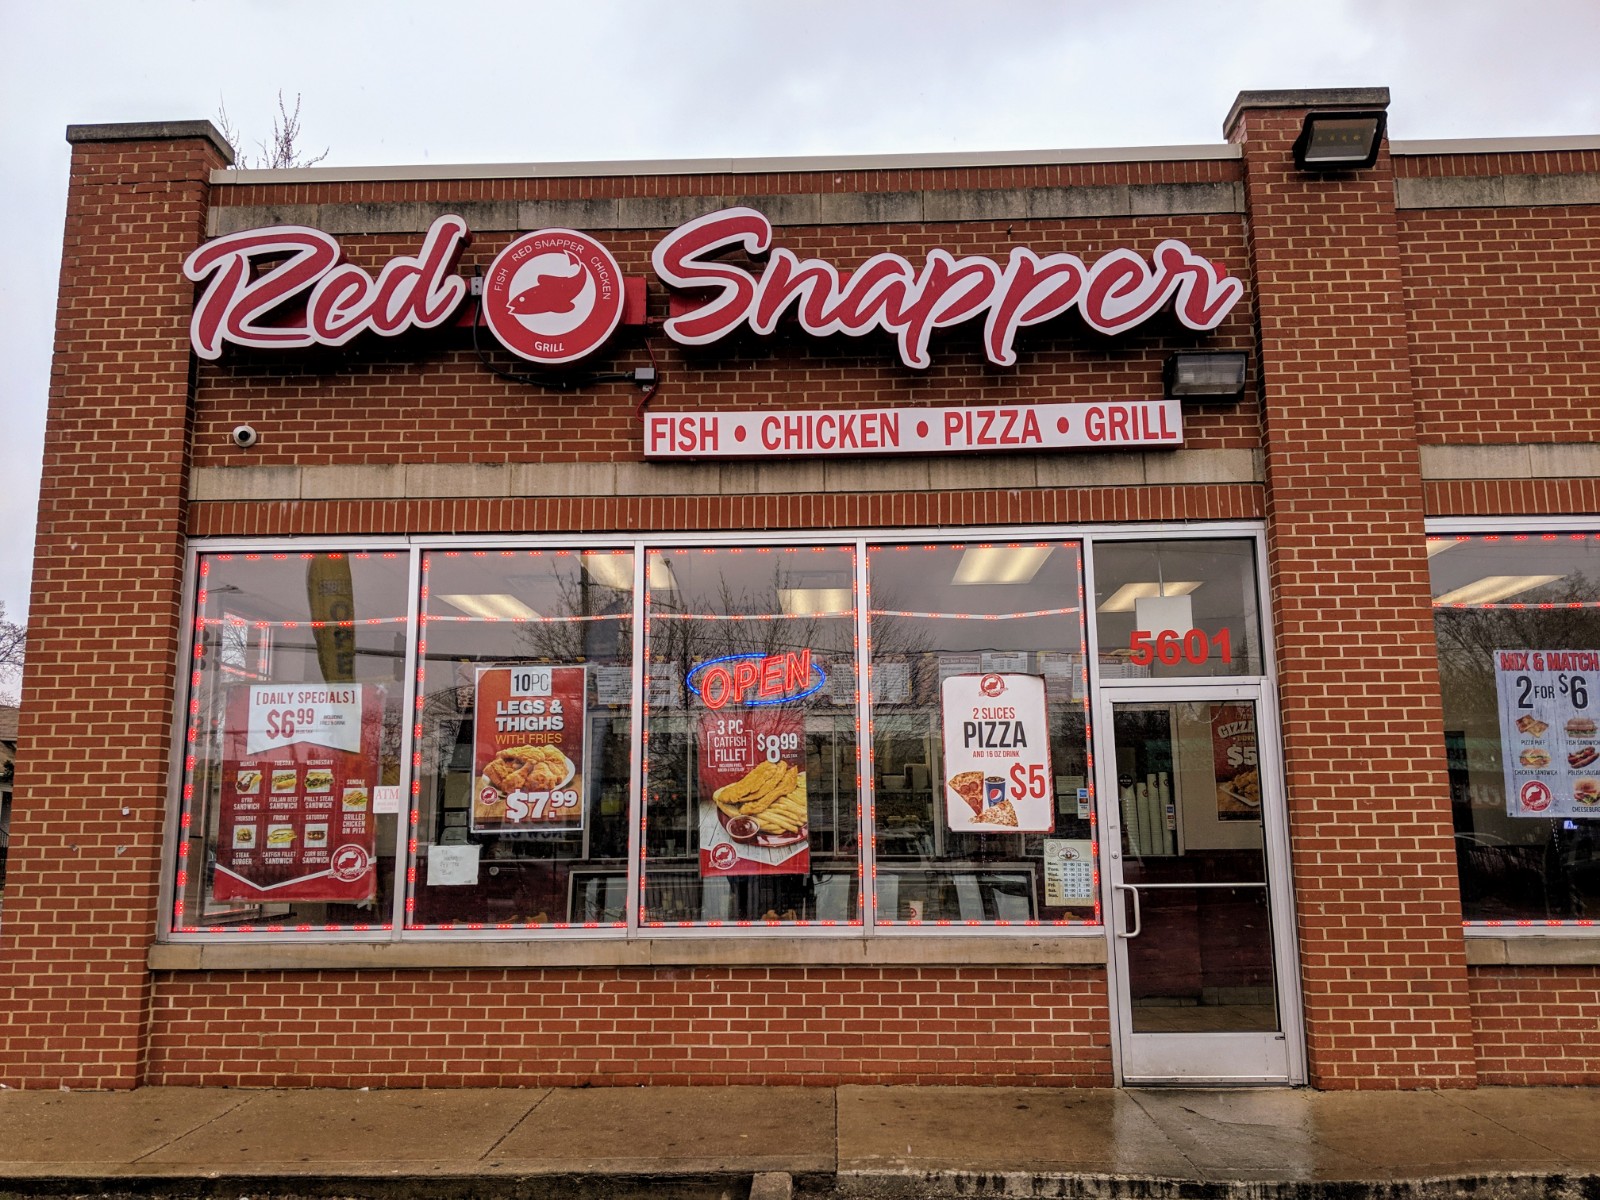 Red Snapper
FISH RED SNAPPER CHICKEN
GRILL
FISH • CHICKEN • PIZZA • GRILL
5601
[DAILY SPECIALS]
$6.99
MONDAY TUESDAY WEDNESDAY
GYRO SANDWICH
ITALIAN BEEF SANDWICH
PHILLY STEAK SANDWICH
SUNDAY
GRILLED CHICKEN ON PITA
THURSDAY FRIDAY SATURDAY
STEAK BURGER
CATFISH FILLET SANDWICH
CORN BEEF SANDWICH
ATM
10PC
LEGS &
THIGHS
WITH FRIES
$7.99
OPEN
3 PC
CATFISH
FILLET
$8.99
2 SLICES
PIZZA
AND 16 OZ DRINK
$5
PIZZA
$5
MIX & MATCH
2 FOR $6
PIZZA PUFF
FISH SANDWICH
CHICKEN SANDWICH
POLISH SAUSAGE
CHEESEBURGER